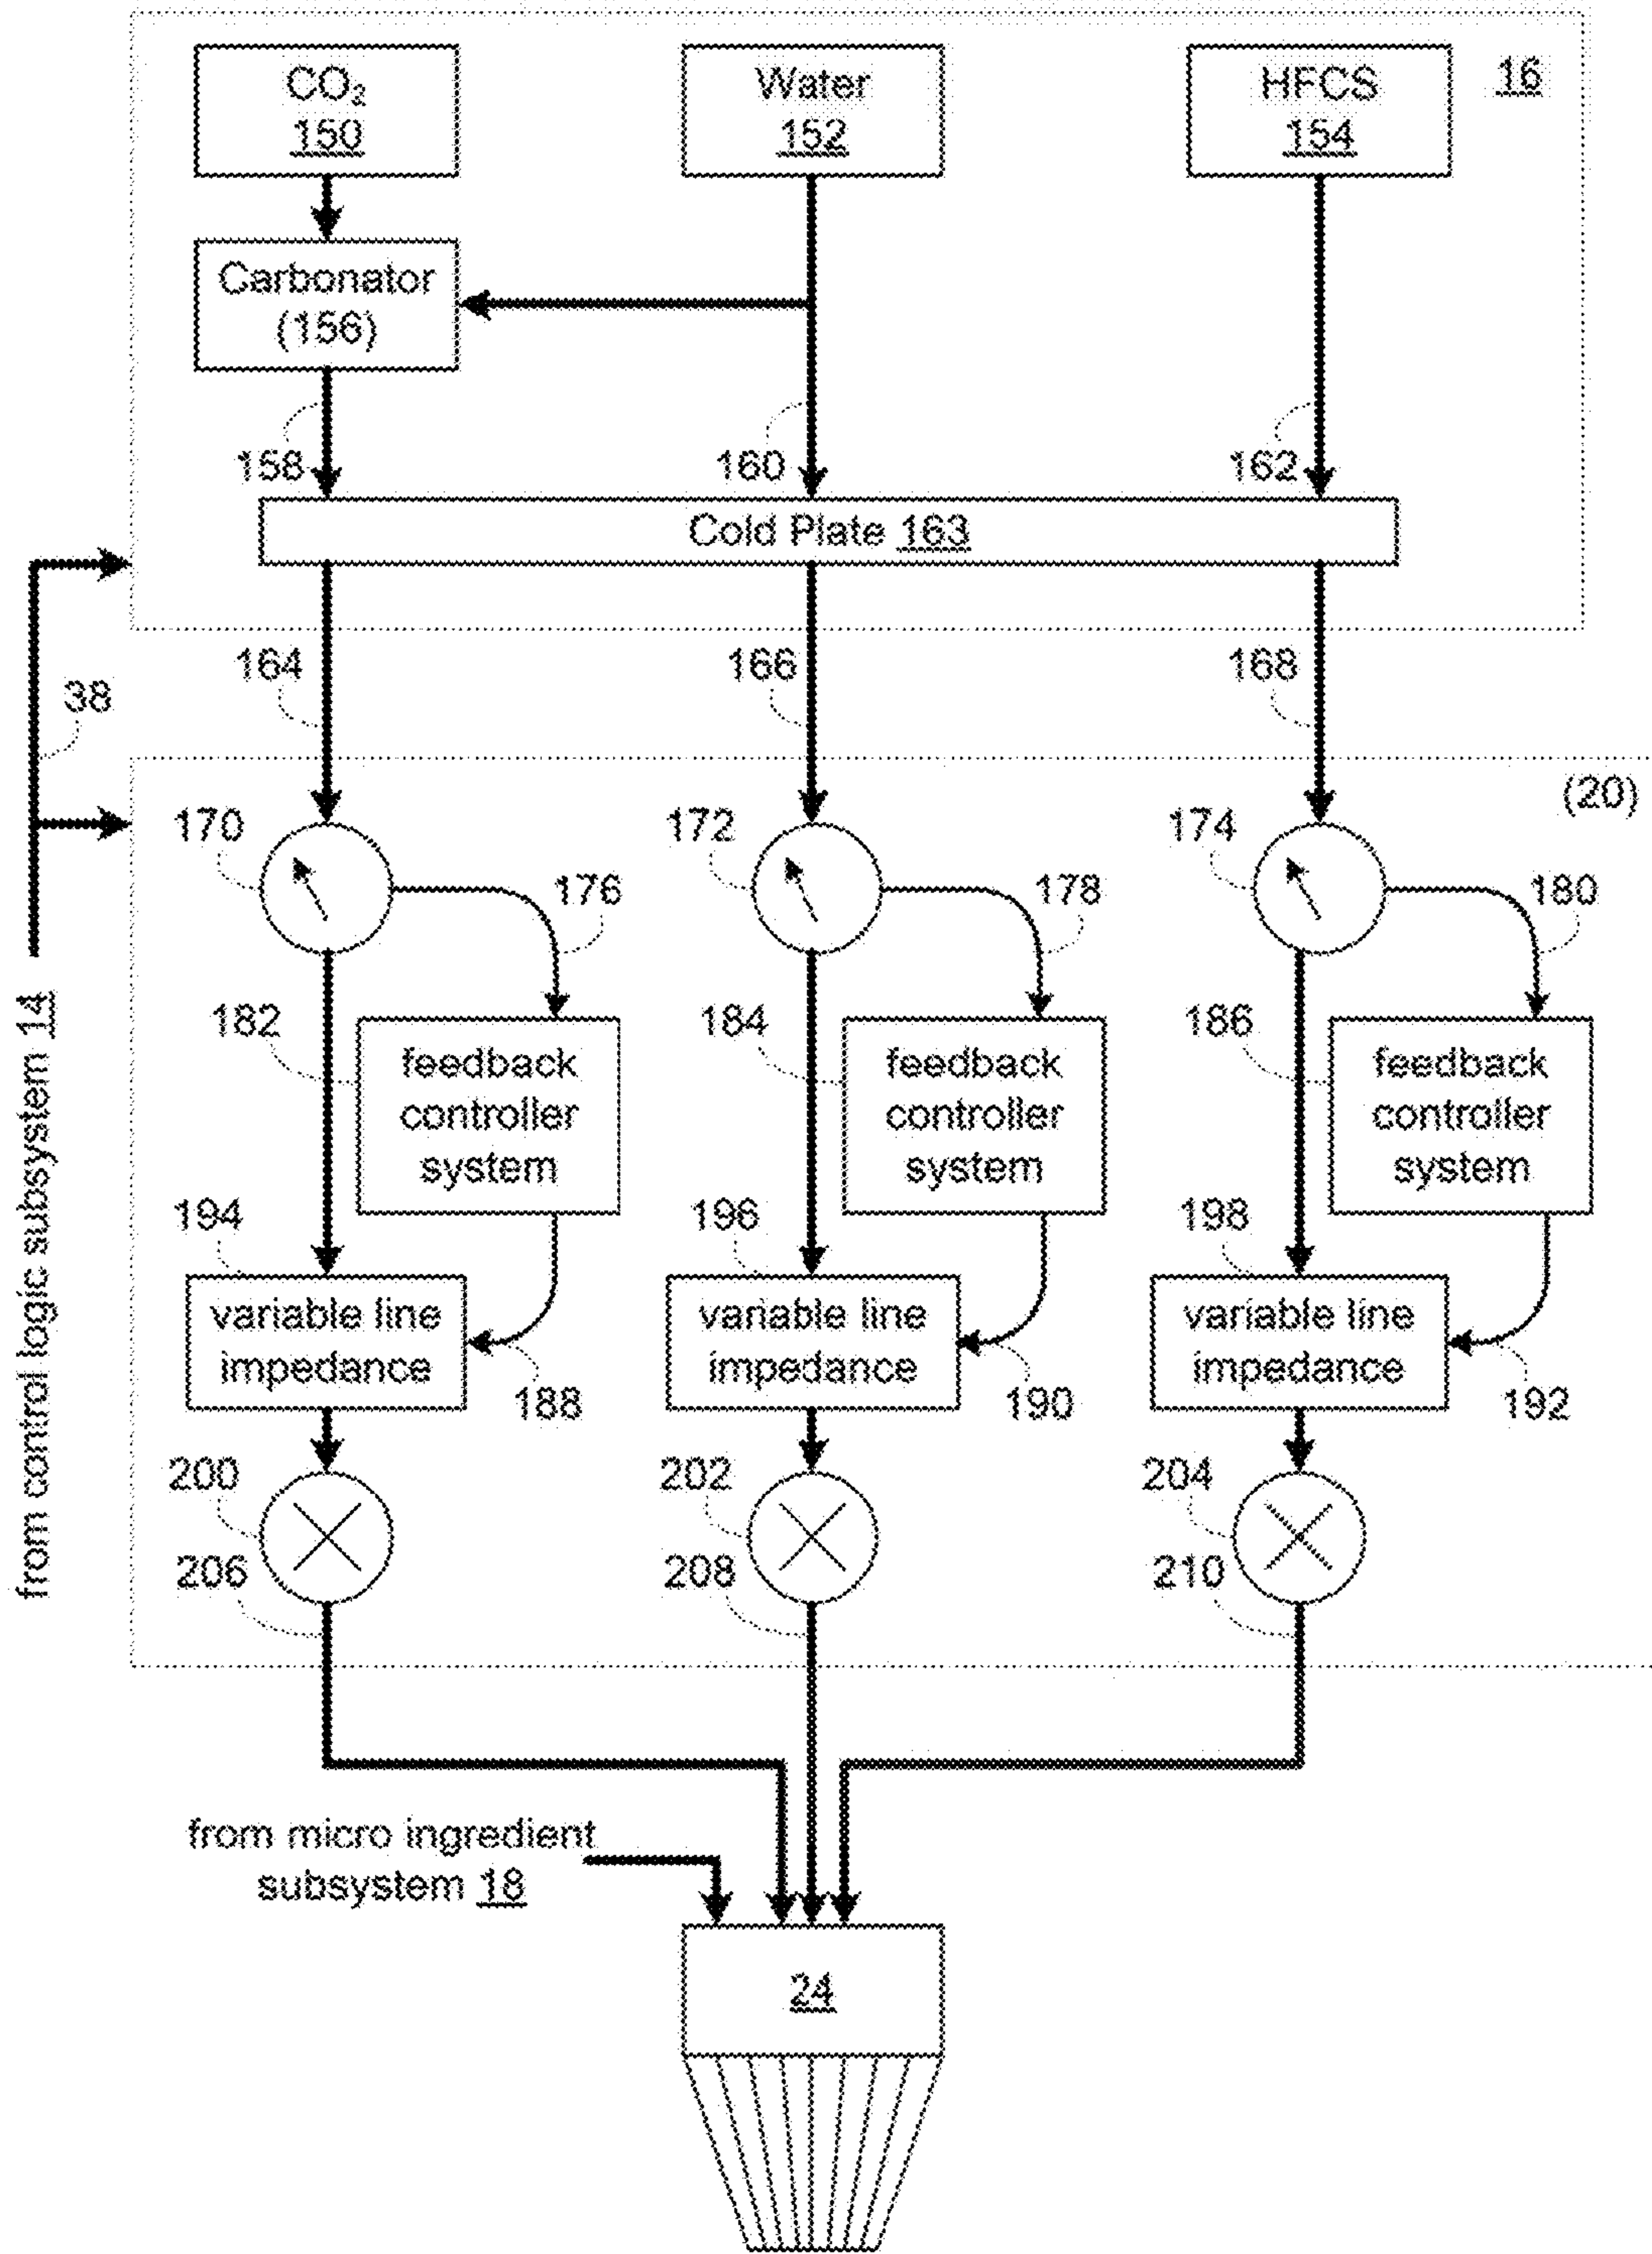 CO₂
150
Water
152
HFCS
154
16
Carbonator
(156)
158
160
162
Cold Plate 163
164
166
168
38
(20)
170
172
174
176
178
180
182
184
186
feedback
controller
system
feedback
controller
system
feedback
controller
system
from control logic subsystem 14
194
196
198
variable line
impedance
variable line
impedance
variable line
impedance
188
190
192
200
202
204
206
208
210
from micro ingredient
subsystem 18
24